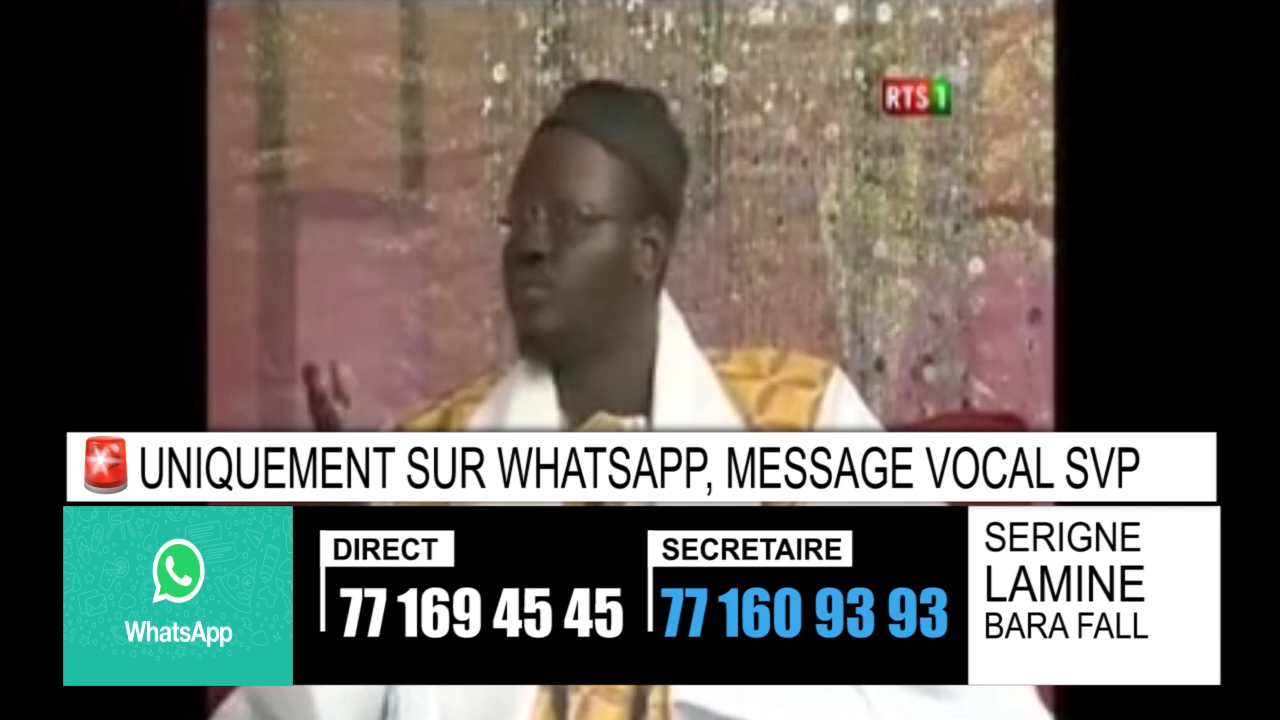 RTS 1
UNIQUEMENT SUR WHATSAPP, MESSAGE VOCAL SVP
WhatsApp
DIRECT
77 169 45 45
SECRETAIRE
77 160 93 93
SERIGNE
LAMINE
BARA FALL